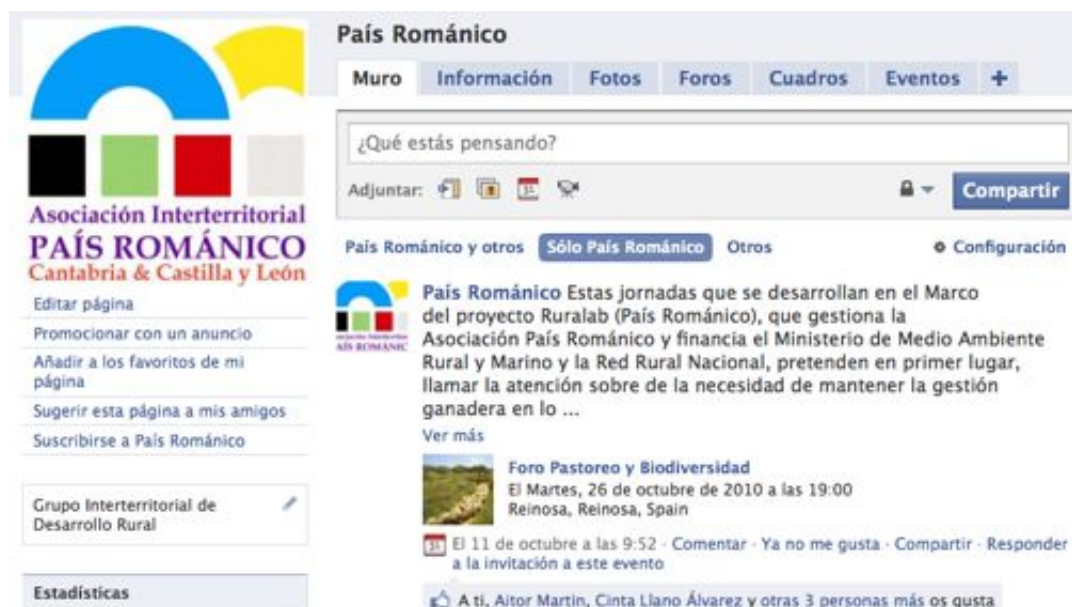 País Románico
Muro Información Fotos Foros Cuadros Eventos +
¿Qué estás pensando?
Adjuntar: 31 Compartir
País Románico y otros Sólo País Románico Otros Configuración
Asociación Interterritorial
PAÍS ROMÁNICO
Cantabria & Castilla y León
Editar página
Promocionar con un anuncio
Añadir a los favoritos de mi
página
Sugerir esta página a mis amigos
Suscribirse a País Románico
Grupo Interterritorial de
Desarrollo Rural
Estadísticas
País Románico Estas jornadas que se desarrollan en el Marco
del proyecto Ruralab (País Románico), que gestiona la
Asociación País Románico y financia el Ministerio de Medio Ambiente
Rural y Marino y la Red Rural Nacional, pretenden en primer lugar,
llamar la atención sobre de la necesidad de mantener la gestión
ganadera en lo ...
Ver más
Foro Pastoreo y Biodiversidad
El Martes, 26 de octubre de 2010 a las 19:00
Reinosa, Reinosa, Spain
31 El 11 de octubre a las 9:52 · Comentar · Ya no me gusta · Compartir · Responder
a la invitación a este evento
A ti, Aitor Martin, Cinta Llano Álvarez y otras 3 personas más os gusta